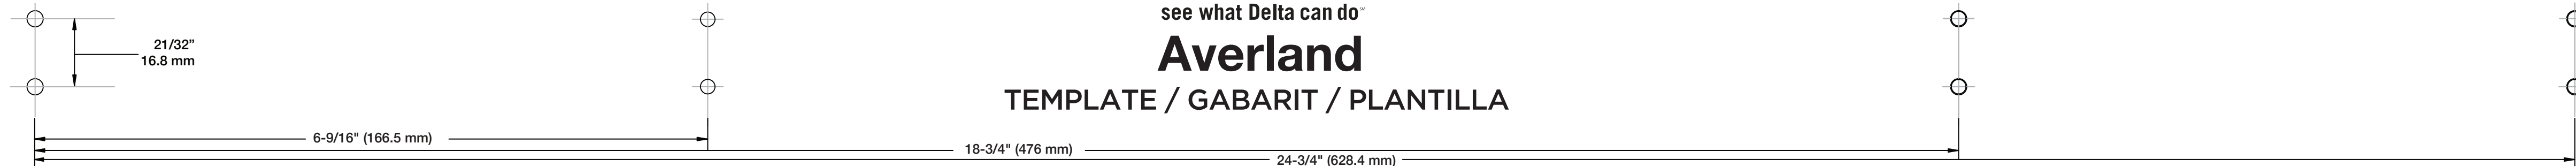 see what Delta can do℠
Averland
TEMPLATE / GABARIT / PLANTILLA
21/32”
16.8 mm
6-9/16" (166.5 mm)
18-3/4" (476 mm)
24-3/4" (628.4 mm)